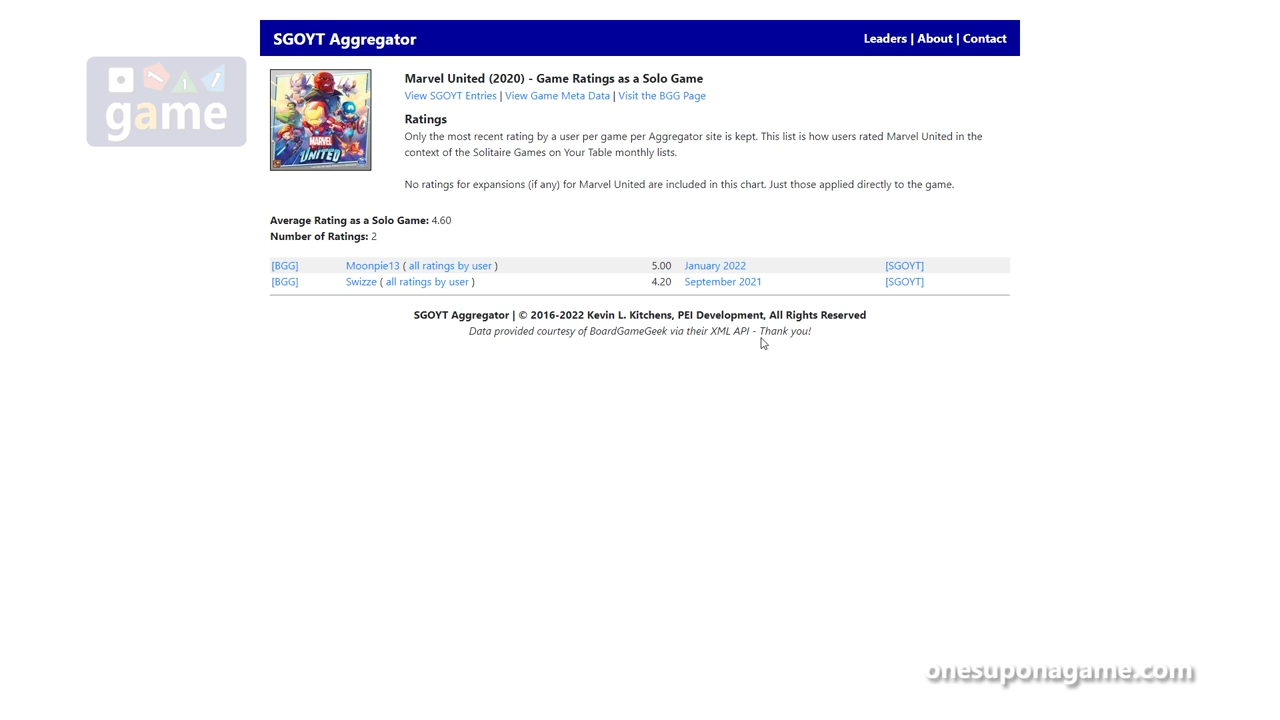 SGOYT Aggregator
Leaders | About | Contact
game
MARVEL
UNITED
Marvel United (2020) - Game Ratings as a Solo Game
View SGOYT Entries | View Game Meta Data | Visit the BGG Page
Ratings
Only the most recent rating by a user per game per Aggregator site is kept. This list is how users rated Marvel United in the
context of the Solitaire Games on Your Table monthly lists.
No ratings for expansions (if any) for Marvel United are included in this chart. Just those applied directly to the game.
Average Rating as a Solo Game: 4.60
Number of Ratings: 2
[BGG] Moonpie13 ( all ratings by user ) 5.00 January 2022 [SGOYT]
[BGG] Swizze ( all ratings by user ) 4.20 September 2021 [SGOYT]
SGOYT Aggregator | © 2016-2022 Kevin L. Kitchens, PEI Development, All Rights Reserved
Data provided courtesy of BoardGameGeek via their XML API - Thank you!
onesuponagame.com